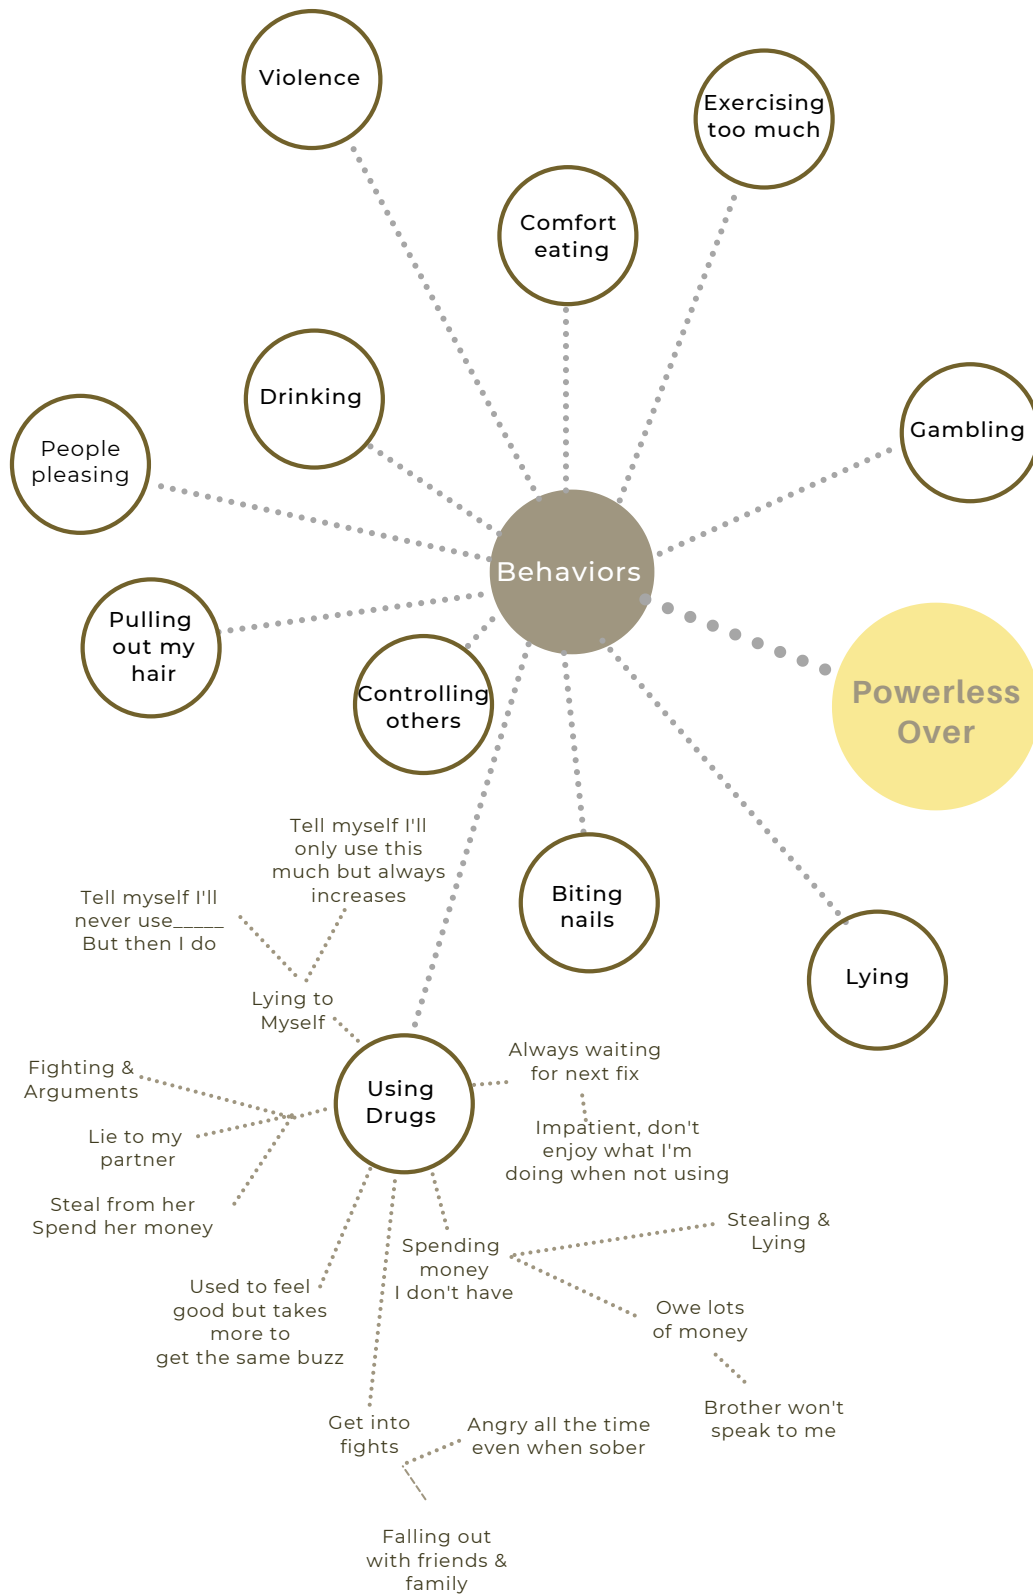 Violence
Exercising
too much
Comfort
eating
Drinking
People
pleasing
Gambling
Behaviors
Pulling
out my
hair
Controlling
others
Powerless
Over
Tell myself I'll
only use this
much but always
increases
Tell myself I'll
never use_____
But then I do
Biting
nails
Lying
Lying to
Myself
Using
Drugs
Always waiting
for next fix
Fighting &
Arguments
Lie to my
partner
Impatient, don't
enjoy what I'm
doing when not using
Steal from her
Spend her money
Spending
money
I don't have
Stealing &
Lying
Used to feel
good but takes
more to
get the same buzz
Owe lots
of money
Brother won't
speak to me
Get into
fights
Angry all the time
even when sober
Falling out
with friends &
family